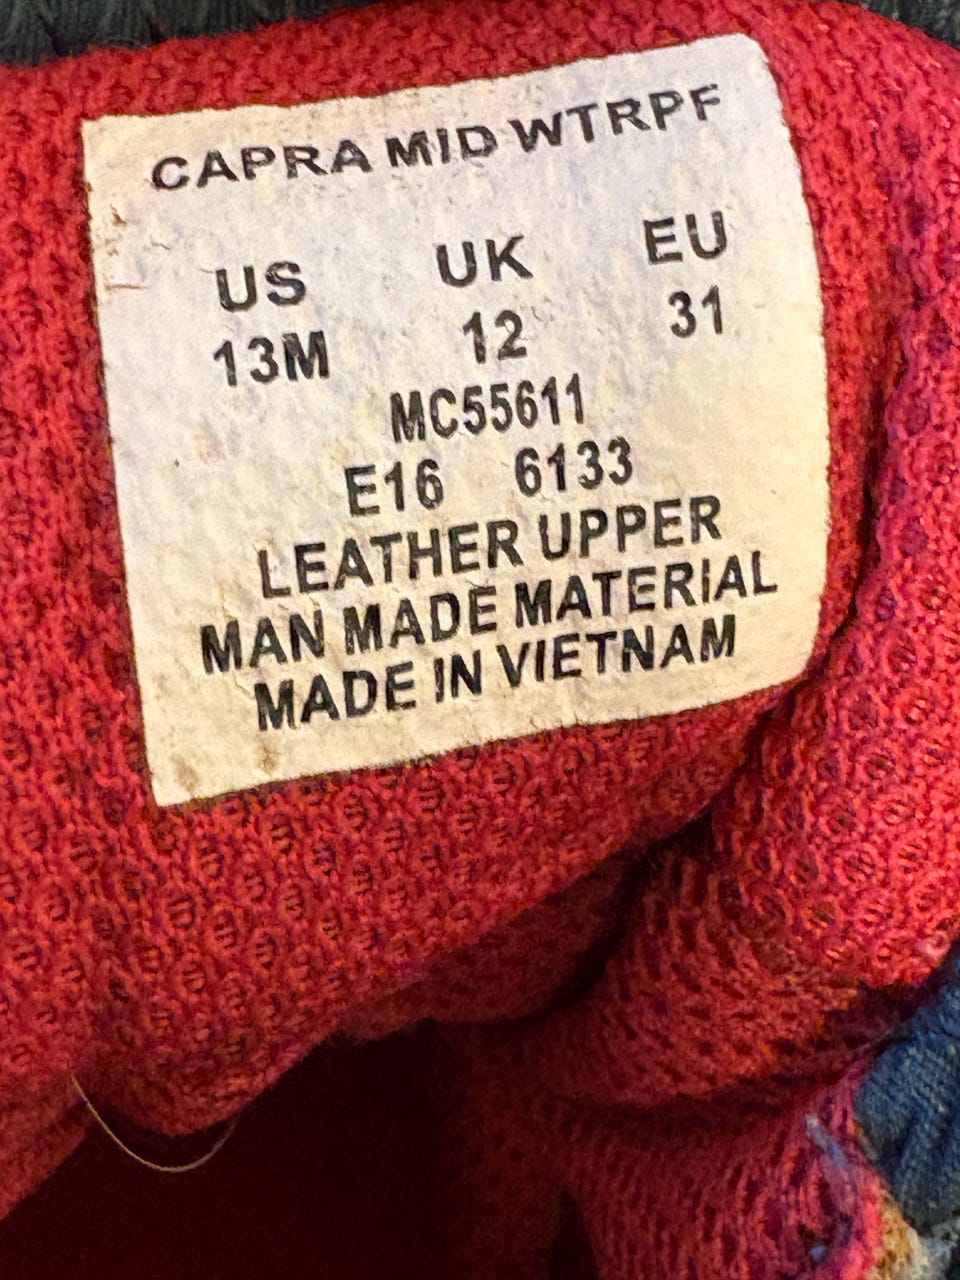 CAPRA MID WTRPF
US UK EU
13M 12 31
MC55611
E16 6133
LEATHER UPPER
MAN MADE MATERIAL
MADE IN VIETNAM